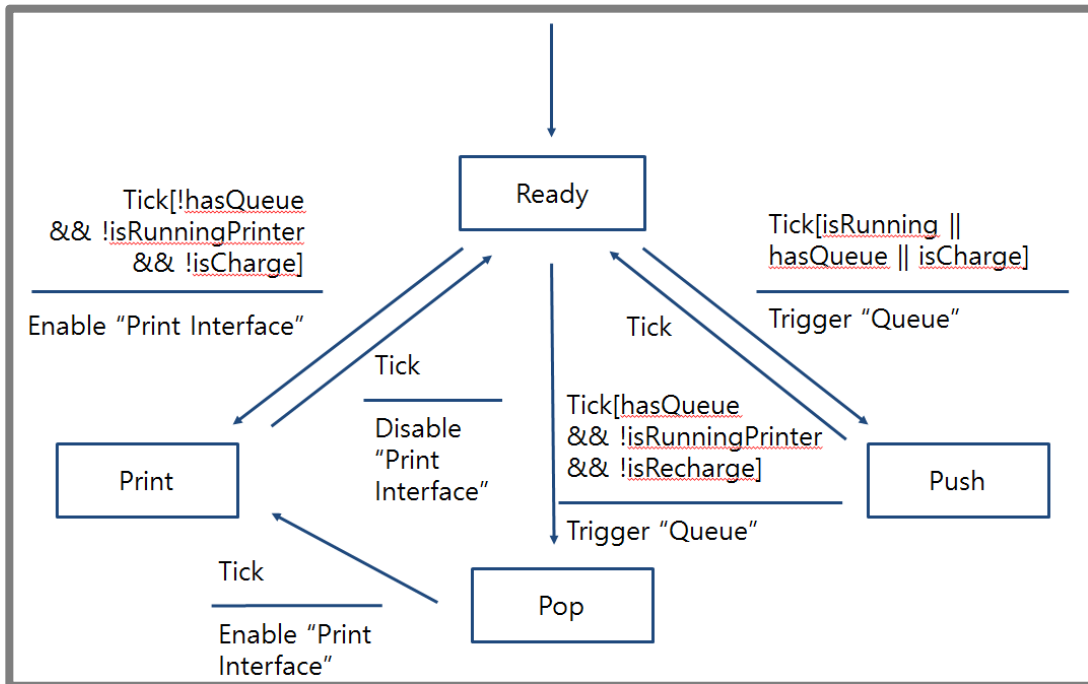 Ready
Tick[!hasQueue
&& !isRunningPrinter
&& !isCharge]
Enable “Print Interface”
Tick[isRunning ||
hasQueue || isCharge]
Trigger “Queue”
Tick
Tick
Disable
“Print
Interface”
Tick[hasQueue
&& !isRunningPrinter
&& !isRecharge]
Trigger “Queue”
Print
Push
Tick
Enable “Print
Interface”
Pop